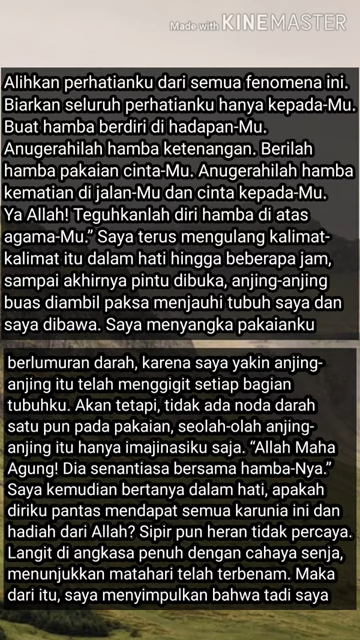 Made with KINEMASTER
Alihkan perhatianku dari semua fenomena ini.
Biarkan seluruh perhatianku hanya kepada-Mu.
Buat hamba berdiri di hadapan-Mu.
Anugerahilah hamba ketenangan. Berilah
hamba pakaian cinta-Mu. Anugerahilah hamba
kematian di jalan-Mu dan cinta kepada-Mu.
Ya Allah! Teguhkanlah diri hamba di atas
agama-Mu.” Saya terus mengulang kalimat-
kalimat itu dalam hati hingga beberapa jam,
sampai akhirnya pintu dibuka, anjing-anjing
buas diambil paksa menjauhi tubuh saya dan
saya dibawa. Saya menyangka pakaianku
berlumuran darah, karena saya yakin anjing-
anjing itu telah menggigit setiap bagian
tubuhku. Akan tetapi, tidak ada noda darah
satu pun pada pakaian, seolah-olah anjing-
anjing itu hanya imajinasiku saja. “Allah Maha
Agung! Dia senantiasa bersama hamba-Nya.”
Saya kemudian bertanya dalam hati, apakah
diriku pantas mendapat semua karunia ini dan
hadiah dari Allah? Sipir pun heran tidak percaya.
Langit di angkasa penuh dengan cahaya senja,
menunjukkan matahari telah terbenam. Maka
dari itu, saya menyimpulkan bahwa tadi saya